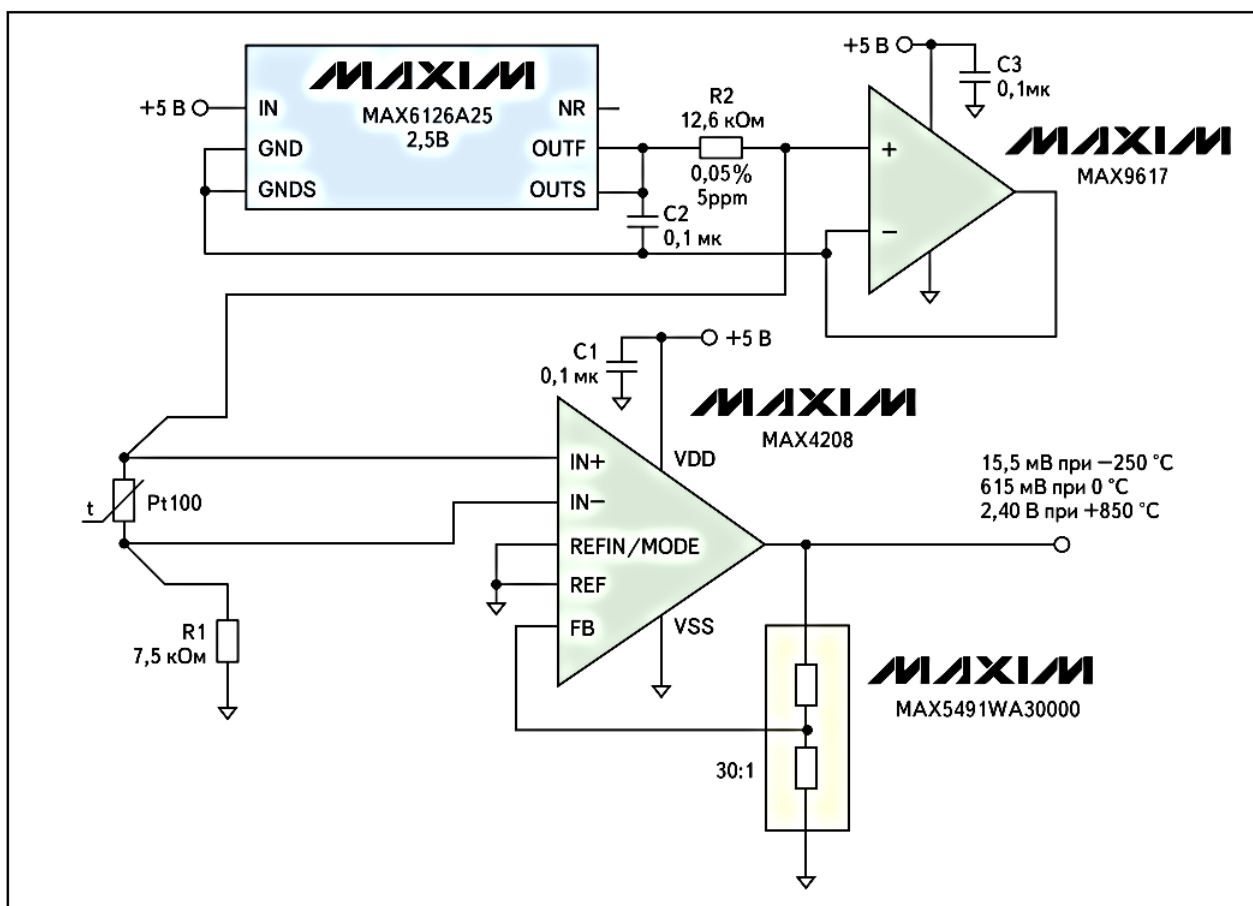 MAXIM
MAX6126A25
2,5В
+5 В
IN
GND
GNDS
NR
OUTF
OUTS
R2
12,6 кОм
0,05%
5ppm
C2
0,1 мк
+5 В
C3
0,1мк
+
−
MAXIM
MAX9617
C1
0,1 мк
+5 В
MAXIM
MAX4208
VDD
IN+
IN−
REFIN/MODE
REF
FB
VSS
t
Pt100
R1
7,5 кОм
15,5 мВ при −250 °C
615 мВ при 0 °C
2,40 В при +850 °C
MAXIM
MAX5491WA30000
30:1